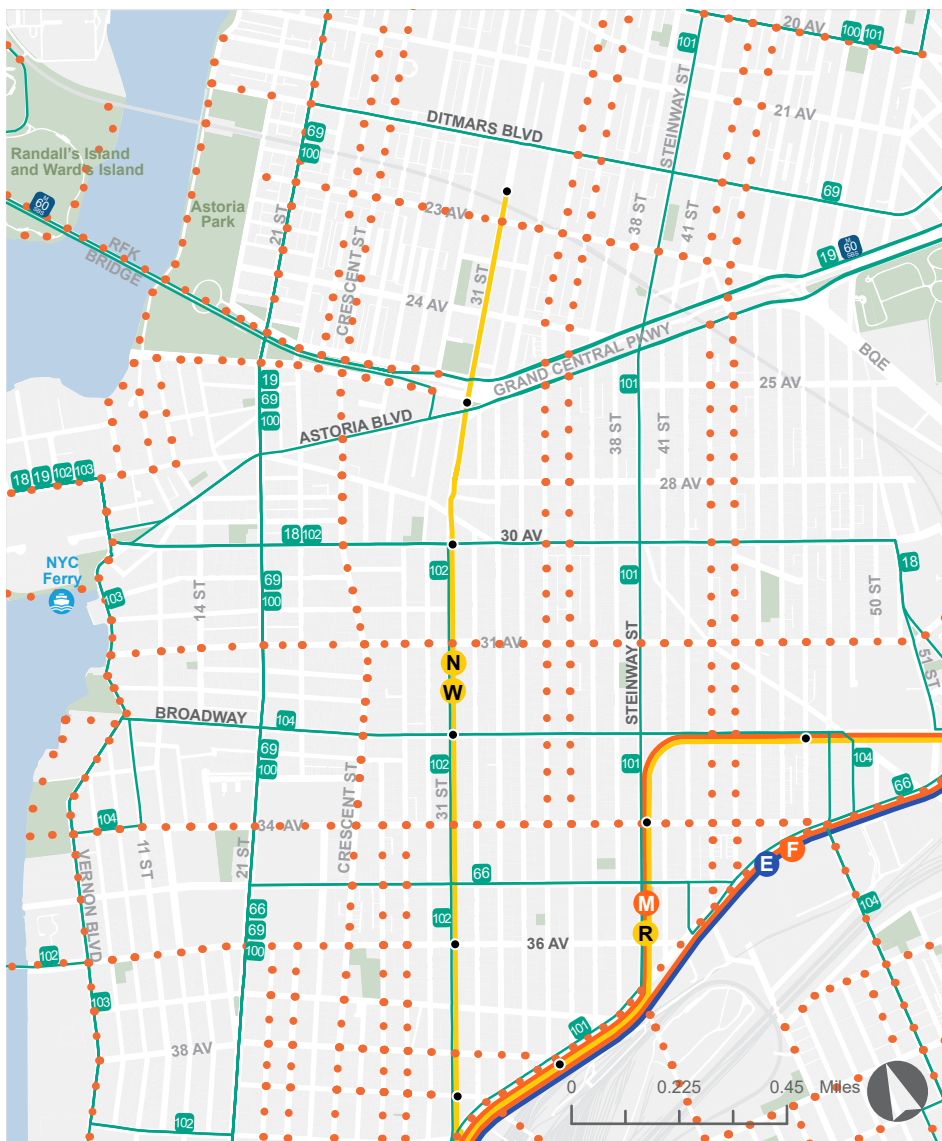 20 AV
100 101
101
STEINWAY ST
21 AV
DITMARS BLVD
69
100
Randall's Island
and Ward's Island
M
60
SBS
Astoria
Park
21 ST
23 AV
38 ST
41 ST
69
RFK
BRIDGE
CRESCENT ST
31 ST
24 AV
19
M
60
SBS
GRAND CENTRAL PKWY
BQE
19
69
100
101
25 AV
ASTORIA BLVD
38 ST
41 ST
18 19 102 103
28 AV
18 102
30 AV
NYC
Ferry
103
14 ST
69
100
102
101
18
50 ST
31 AV
51 ST
N
W
STEINWAY ST
BROADWAY
104
69
100
102
101
104
66
31 ST
CRESCENT ST
104
34 AV
11 ST
21 ST
VERNON BLVD
F
E
66
66
69
100
M
R
102
104
36 AV
102
103
38 AV
101
102
0
0.225
0.45
Miles